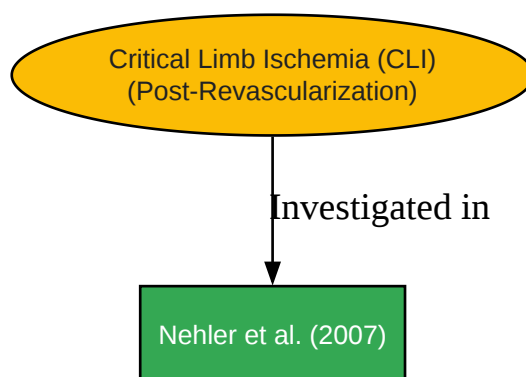 Critical Limb Ischemia (CLI)
(Post-Revascularization)
Investigated in
Nehler et al. (2007)